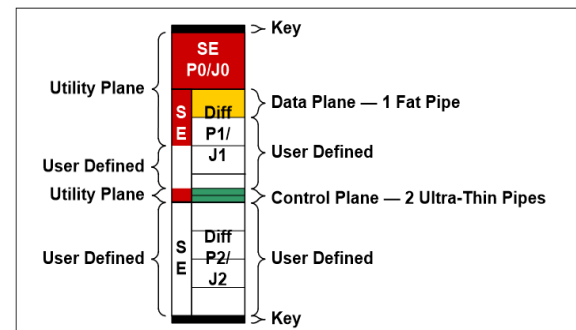 Key
SE
P0/J0
Utility Plane
Data Plane — 1 Fat Pipe
S
E
Diff
P1/
J1
User Defined
User Defined
Utility Plane
Control Plane — 2 Ultra-Thin Pipes
User Defined
S
E
Diff
P2/
J2
User Defined
Key